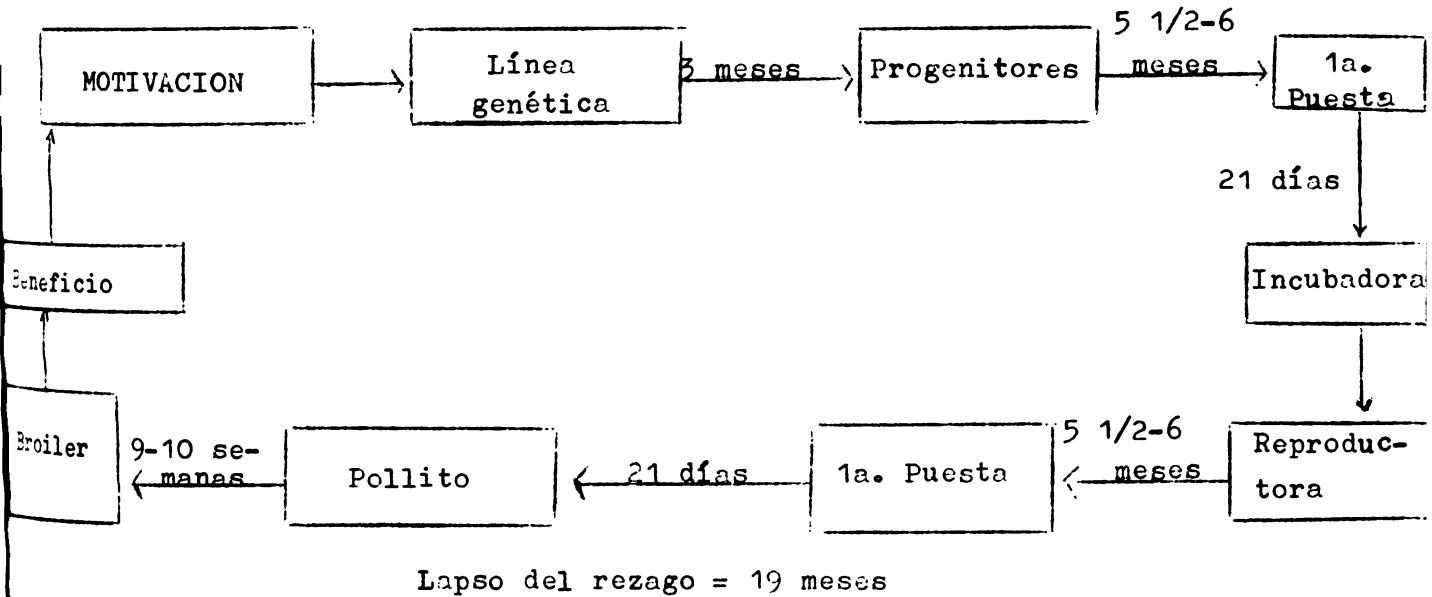 MOTIVACION
Línea
genética
3 meses
Progenitores
5 1/2-6
meses
1a.
Puesta
21 días
Incubadora
Reproduc-
tora
5 1/2-6
meses
1a. Puesta
21 días
Pollito
9-10 se-
manas
Broiler
Beneficio
Lapso del rezago = 19 meses